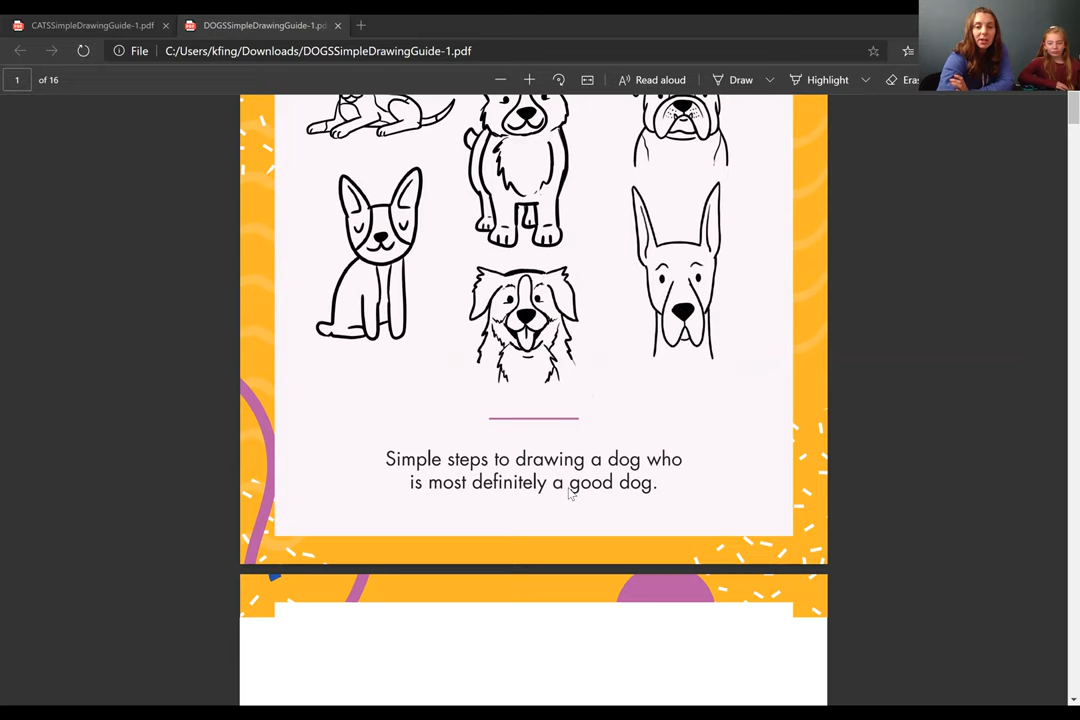 CATSSimpleDrawingGuide-1.pdf
DOGSSimpleDrawingGuide-1.pd
File
C:/Users/kfing/Downloads/DOGSSimpleDrawingGuide-1.pdf
1 of 16
Read aloud
Draw
Highlight
Eras
Simple steps to drawing a dog who
is most definitely a good dog.